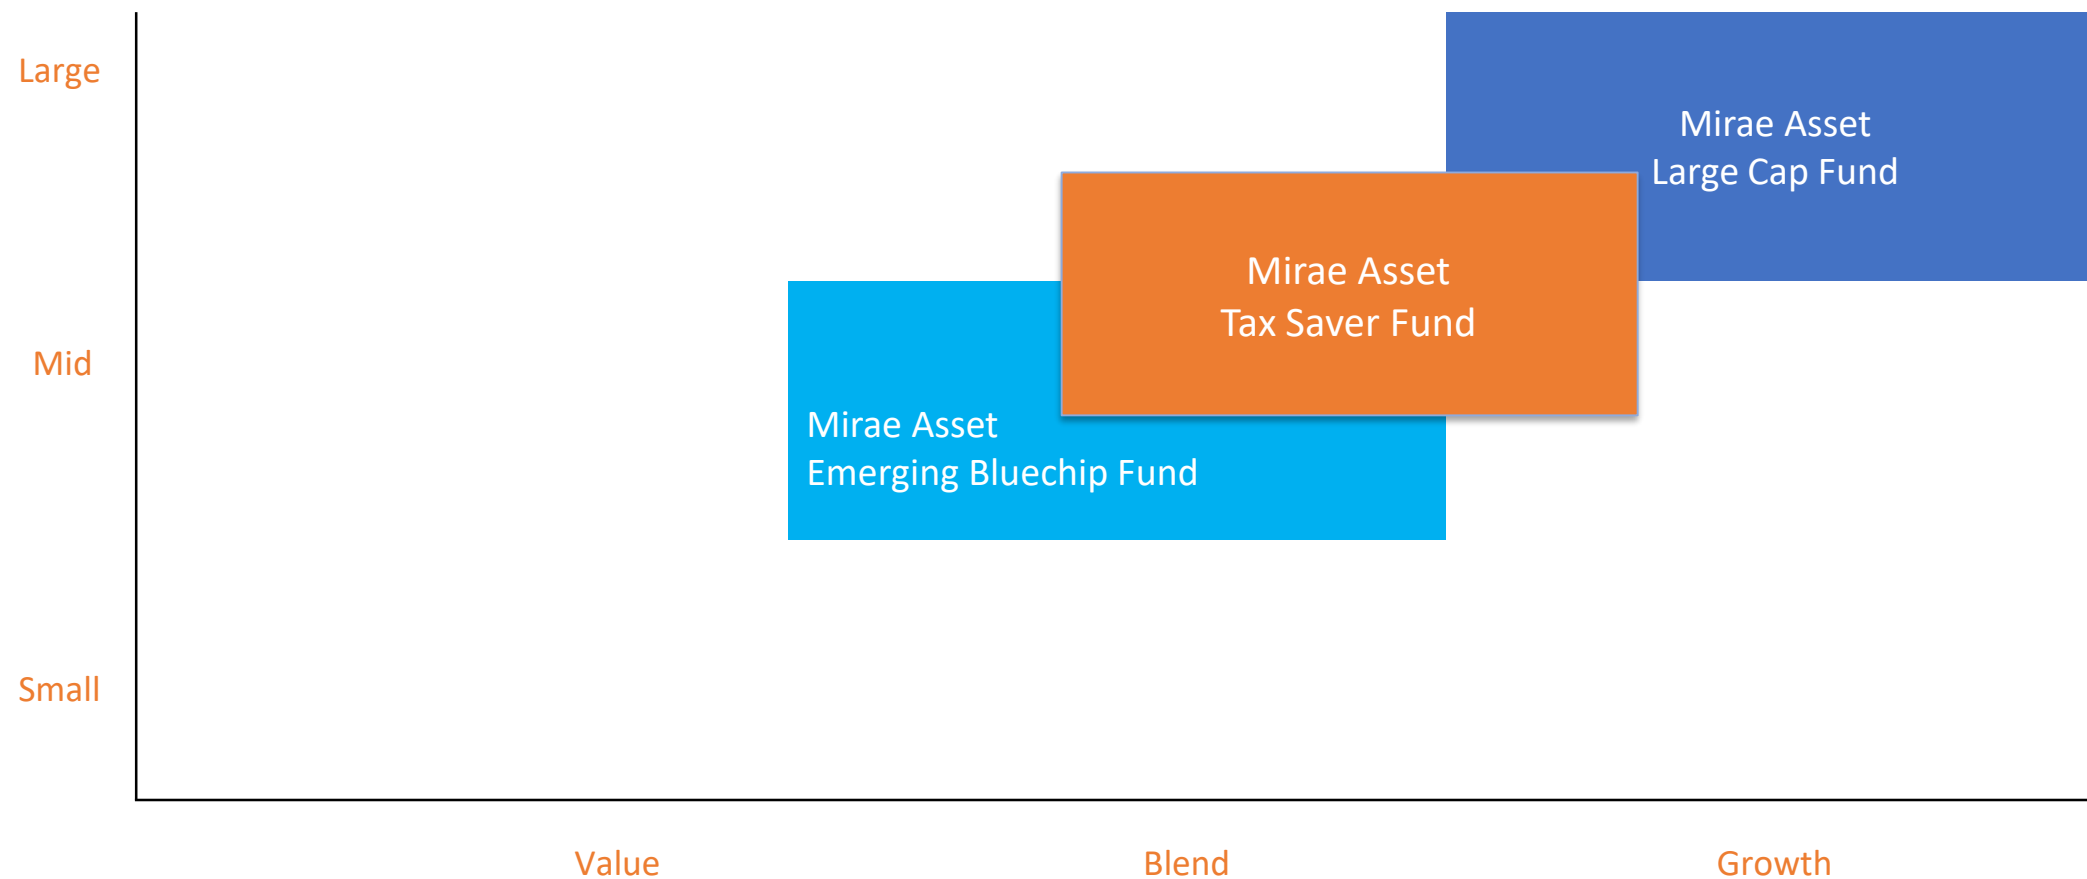 Large
Mirae Asset
Large Cap Fund
Mirae Asset
Tax Saver Fund
Mid
Mirae Asset
Emerging Bluechip Fund
Small
Value
Blend
Growth